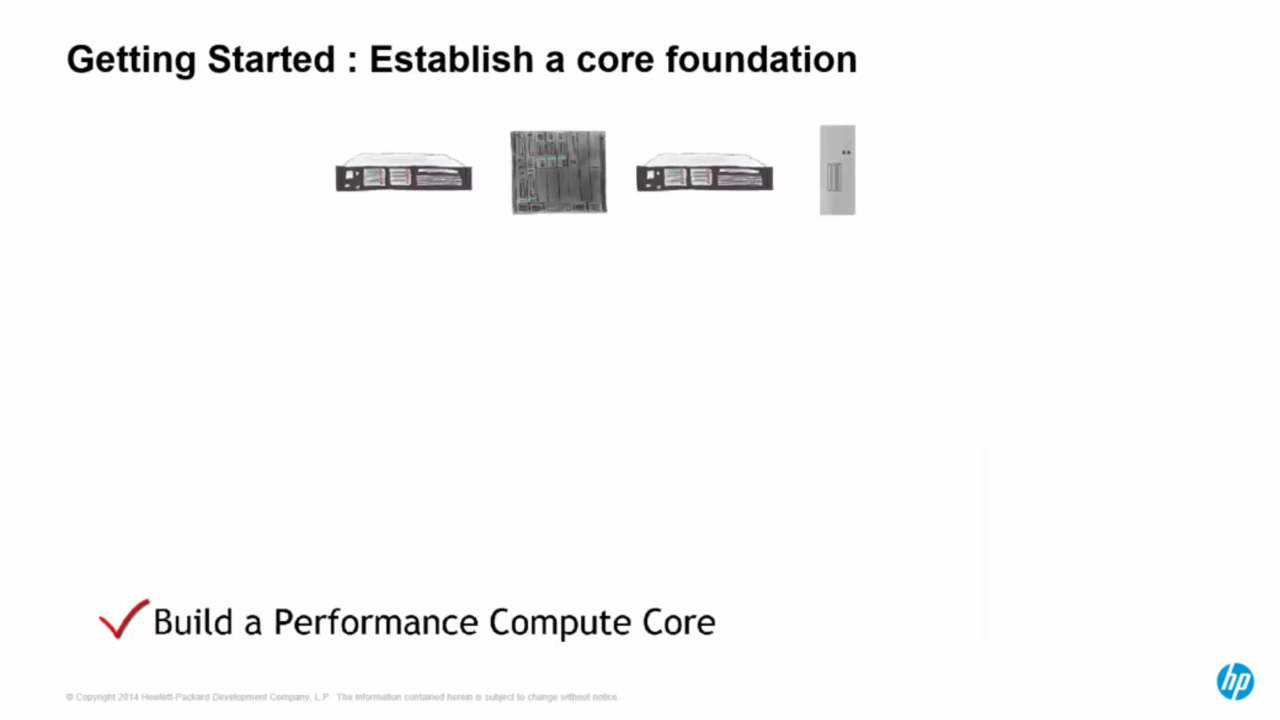 Getting Started : Establish a core foundation
Build a Performance Compute Core
© Copyright 2014 Hewlett-Packard Development Company, L.P. The information contained herein is subject to change without notice.
hp